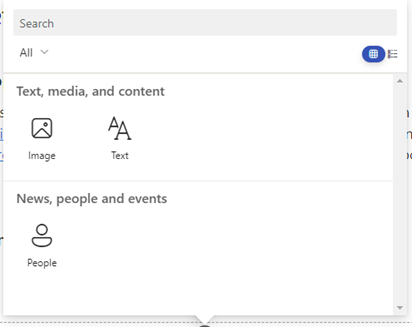 Search
All
Text, media, and content
Image Text
News, people and events
People